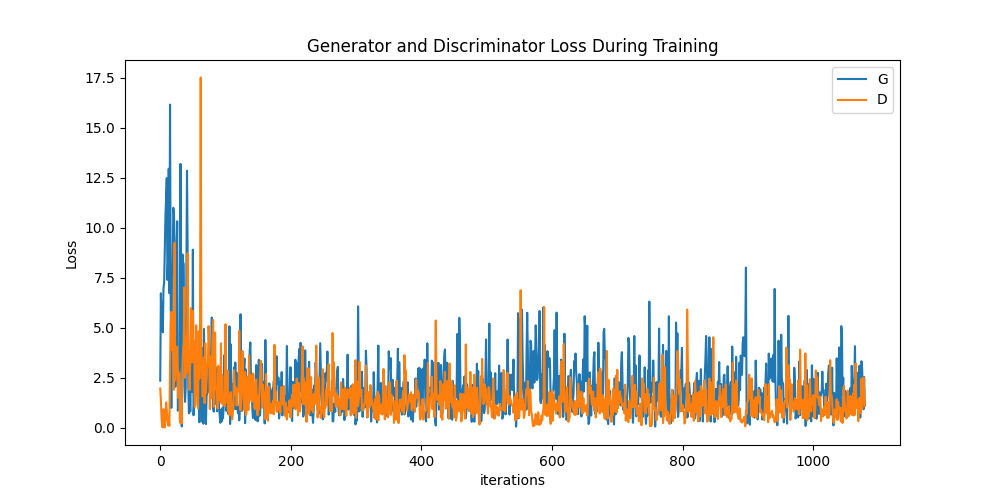 Generator and Discriminator Loss During Training
G
D
17.5
15.0
12.5
10.0
7.5
5.0
2.5
0.0
Loss
0 200 400 600 800 1000
iterations